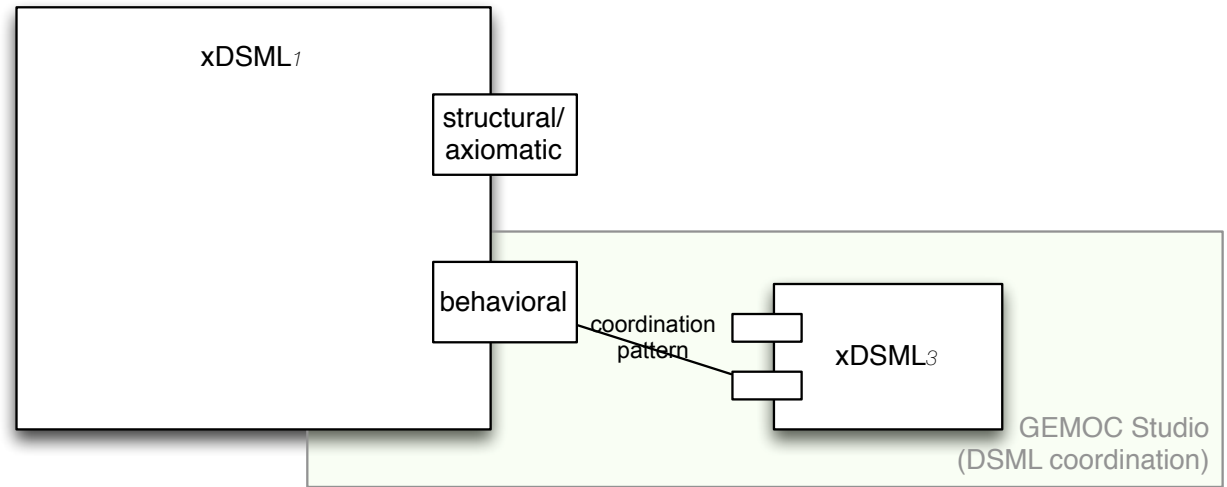 xDSML1
structural/
axiomatic
behavioral
coordination
pattern
xDSML3
GEMOC Studio
(DSML coordination)